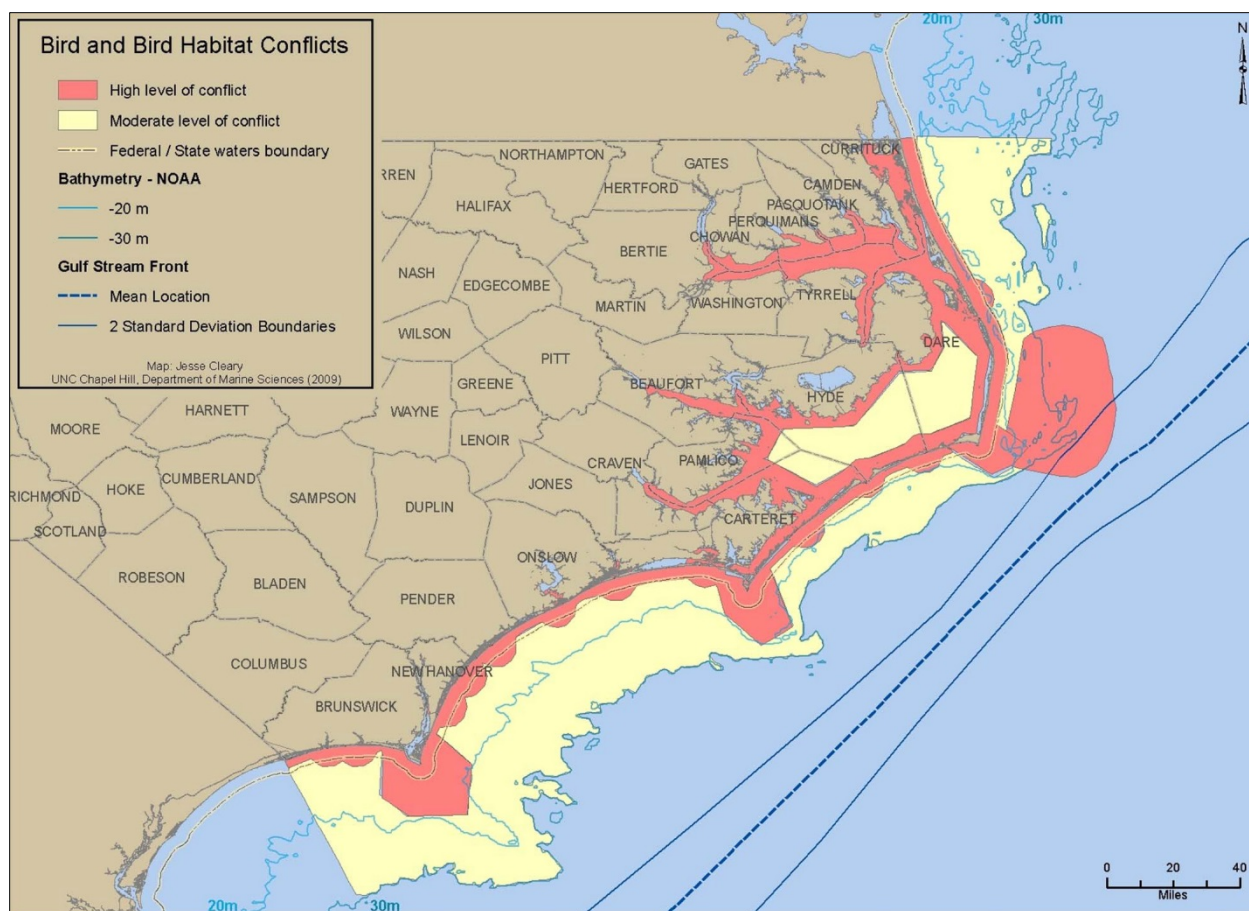 Bird and Bird Habitat Conflicts
High level of conflict
Moderate level of conflict
Federal / State waters boundary
Bathymetry - NOAA
-20 m
-30 m
Gulf Stream Front
Mean Location
2 Standard Deviation Boundaries
Map: Jesse Cleary
UNC Chapel Hill, Department of Marine Sciences (2009)
20m
30m
N
CURRITUCK
NORTHAMPTON
GATES
RREN
HERTFORD
CAMDEN
PASQUOTANK
HALIFAX
PERQUIMANS
CHOWAN
BERTIE
NASH
EDGECOMBE
TYRRELL
MARTIN
WASHINGTON
WILSON
DARE
PITT
GREENE
BEAUFORT
HYDE
HARNETT
WAYNE
MOORE
LENOIR
CRAVEN
PAMLICO
CUMBERLAND
JONES
HOKE
SAMPSON
RICHMOND
DUPLIN
CARTERET
SCOTLAND
ONSLOW
ROBESON
BLADEN
PENDER
COLUMBUS
NEW HANOVER
BRUNSWICK
0 20 40
Miles
20m
30m